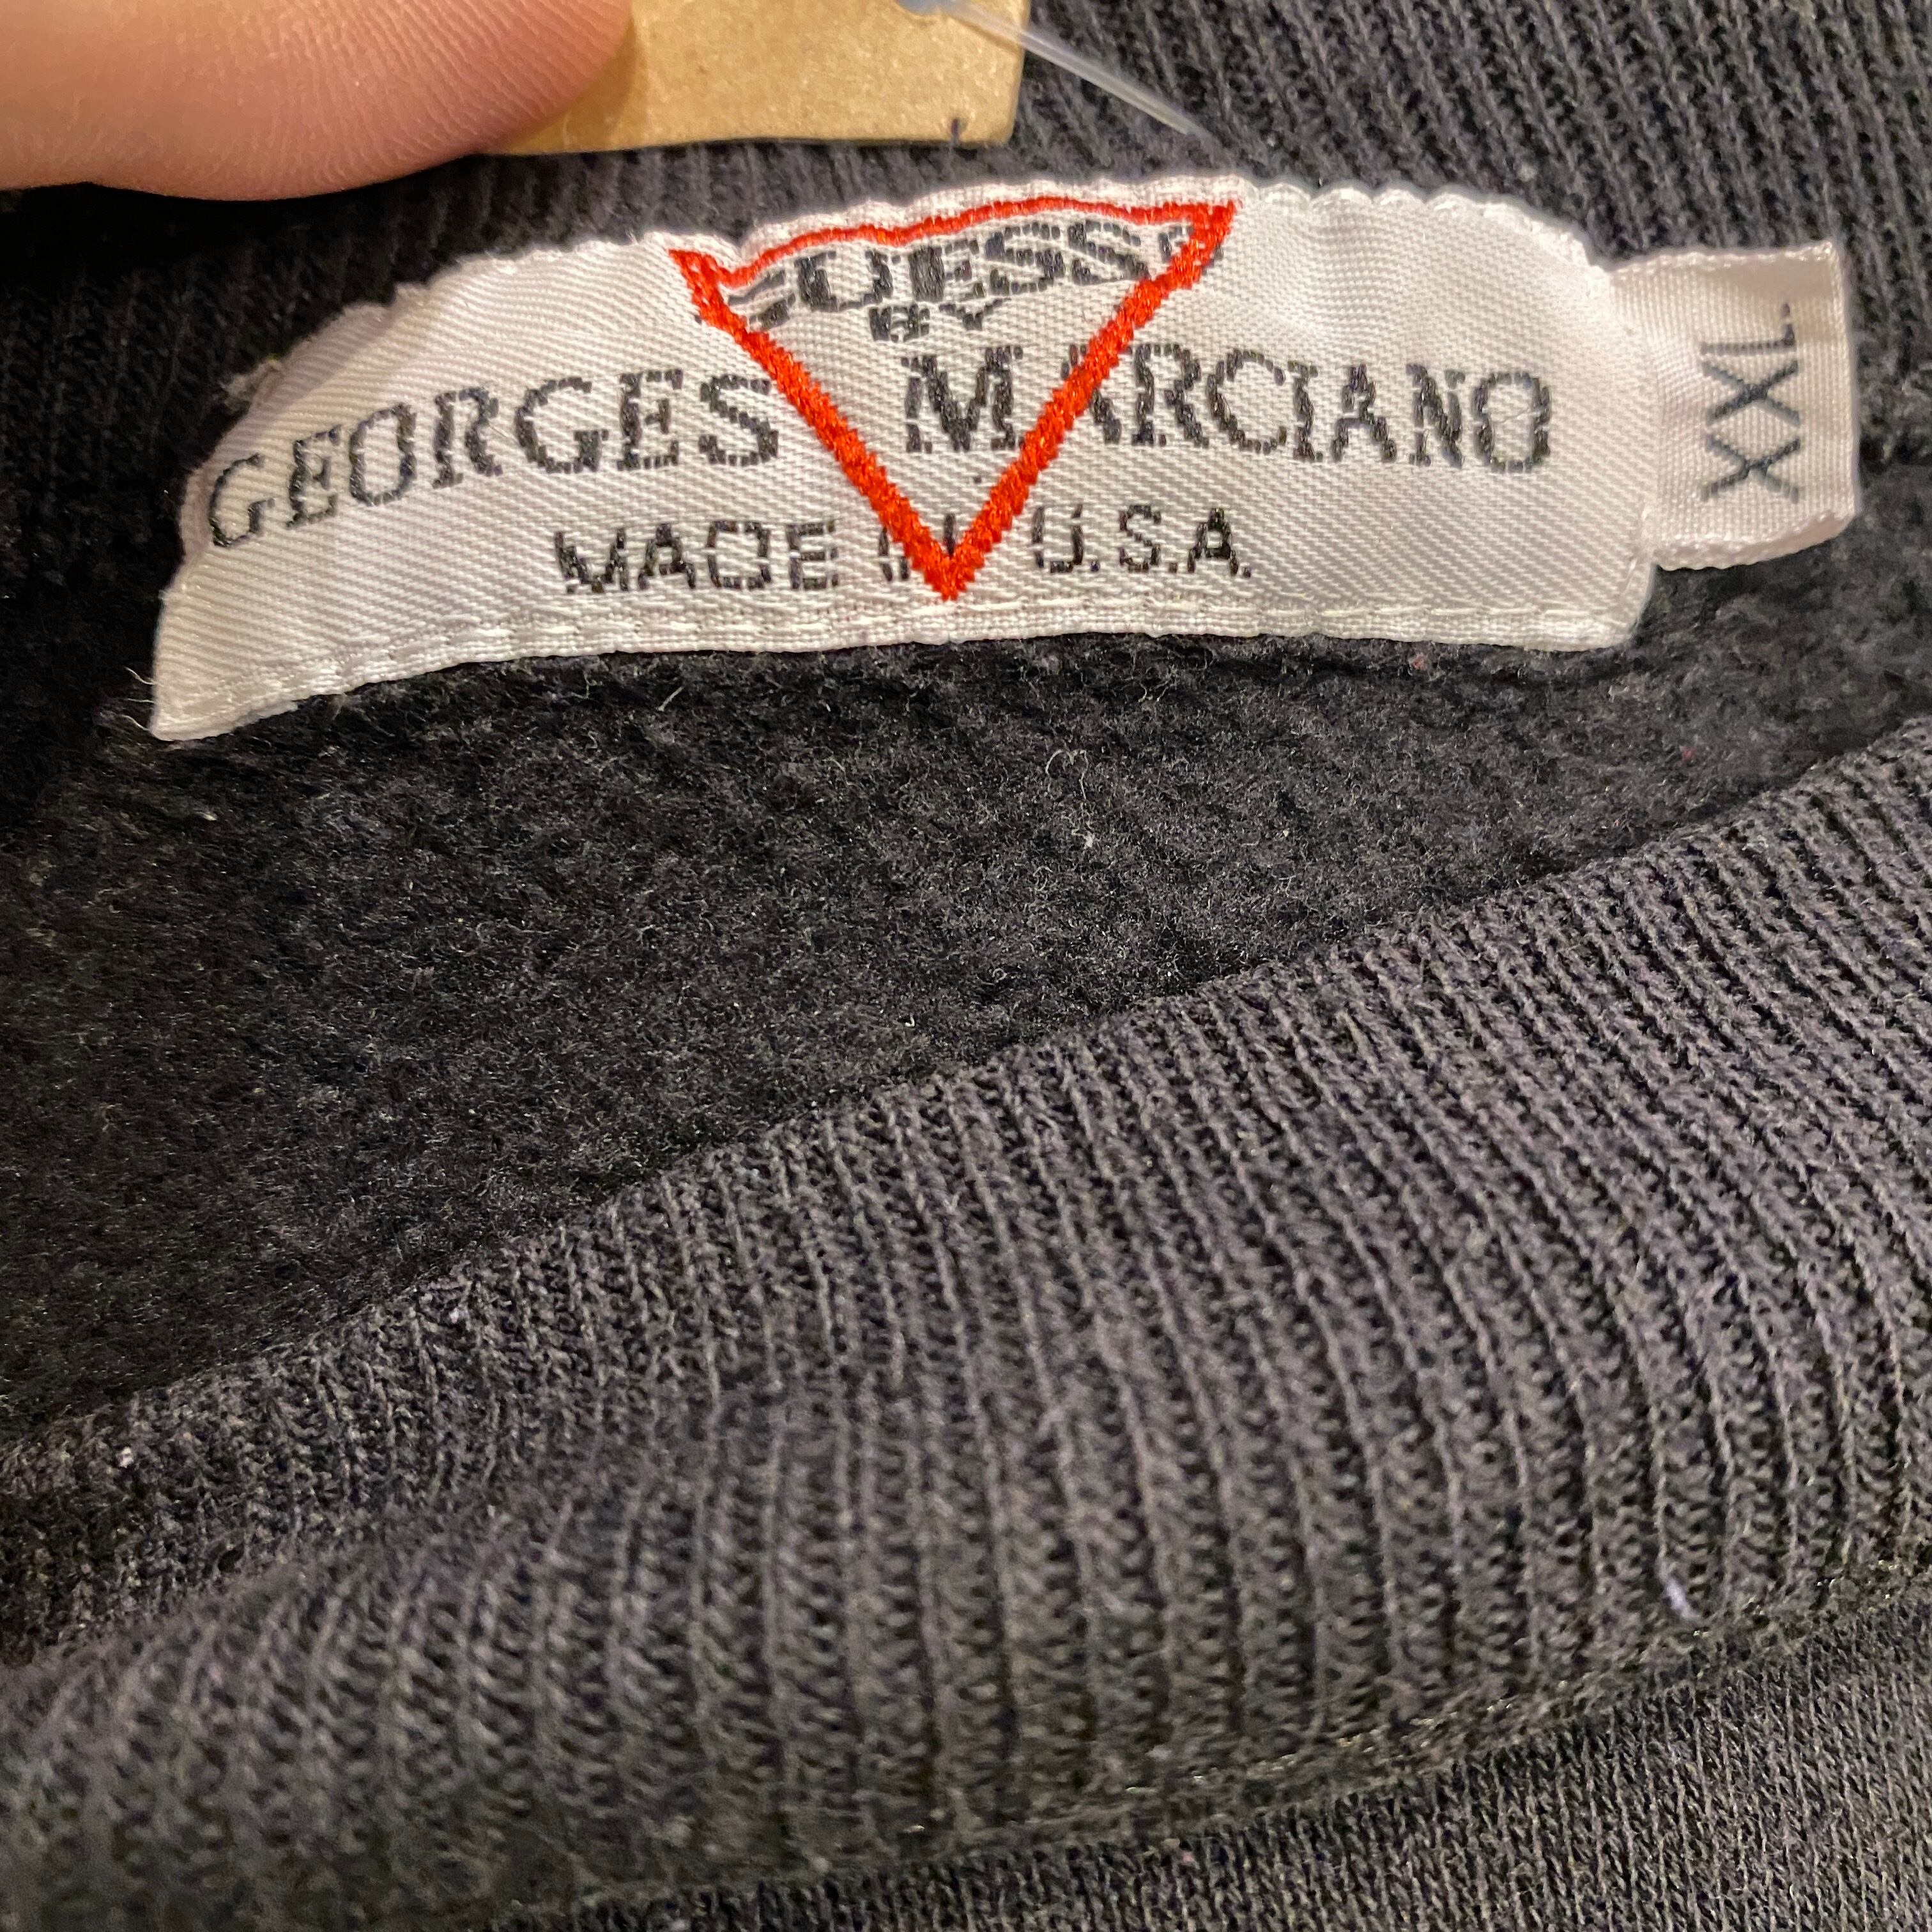 GUESS?
BY
GEORGES MARCIANO
MADE IN U.S.A.
XXL